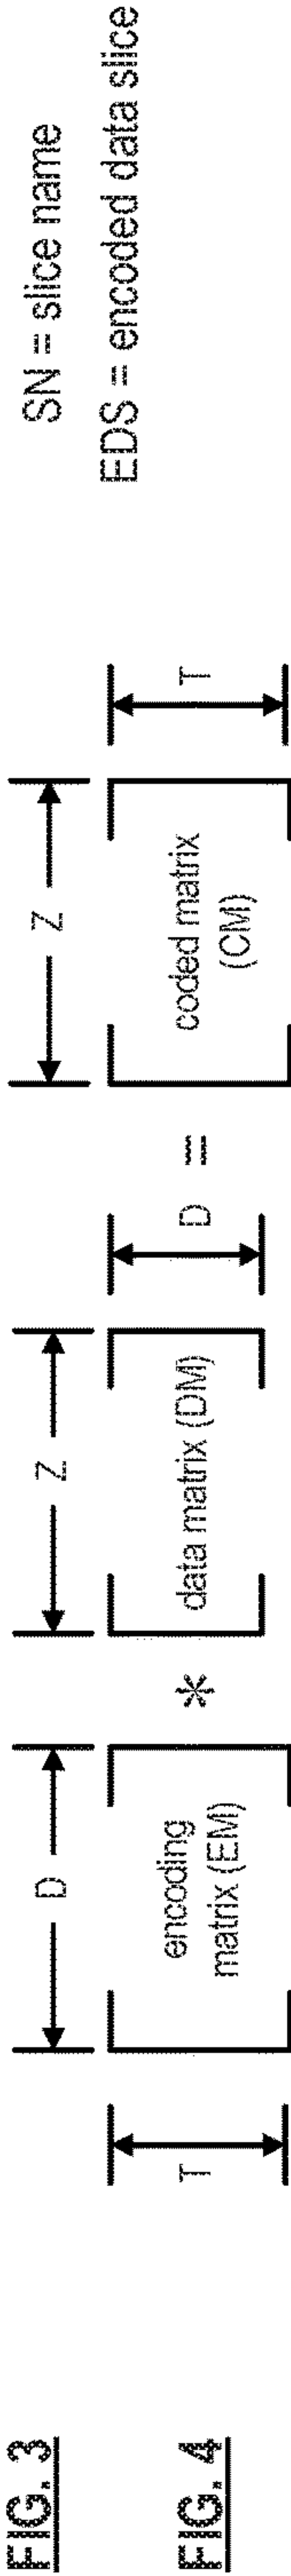 SN = slice name
FIG. 3
EDS = encoded data slice
D
Z
Z
T
encoding
matrix (EM)
*
data matrix (DM)
D
=
coded matrix
(CM)
T
FIG. 4